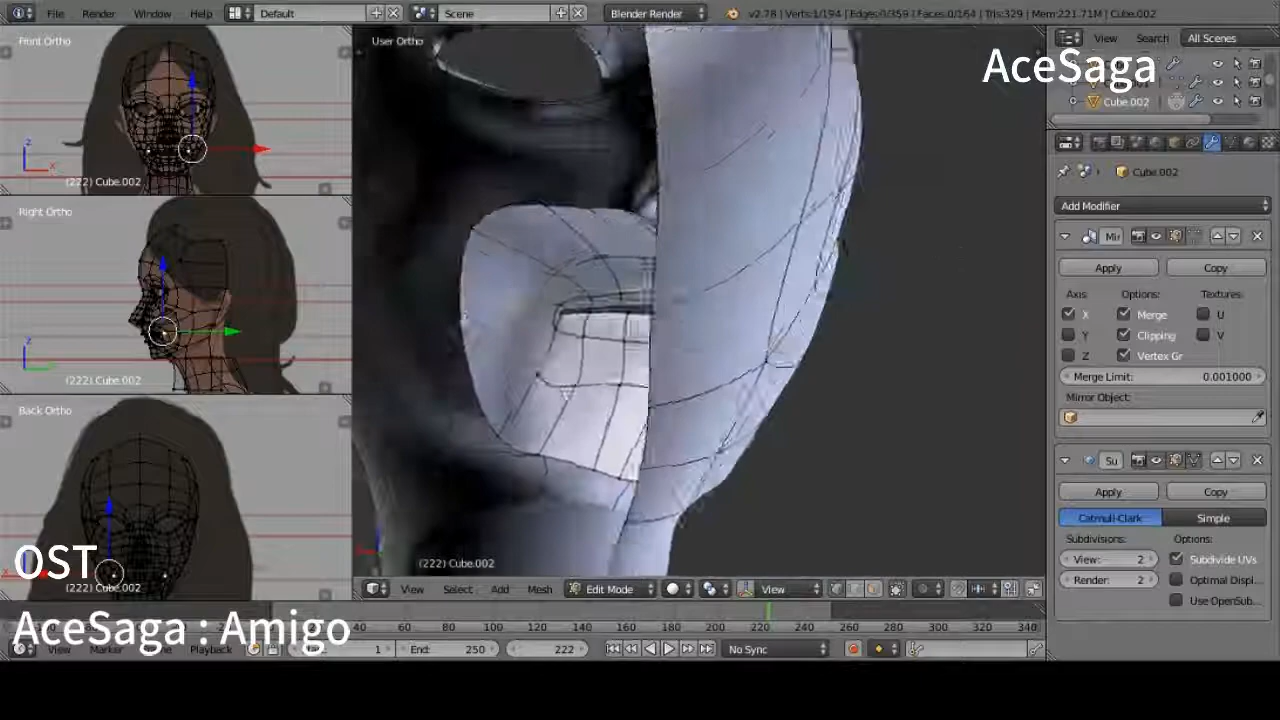 File Render Window Help Default Scene Blender Render v2.78 | Verts:1/194 | Edges:0/359 | Faces:0/164 | Tris:329 | Mem:221.71M | Cube.002
View Search All Scenes
AceSaga
Cube.002
Front Ortho
(222) Cube.002
Right Ortho
(222) Cube.002
Back Ortho
(222) Cube.002
User Ortho
(222) Cube.002
Cube.002
Add Modifier
Mir
Apply Copy
Axis: Options: Textures:
X Merge U
Y Clipping V
Z Vertex Gr
Merge Limit: 0.001000
Mirror Object:
Su
Apply Copy
Catmull-Clark Simple
Subdivisions: Options:
View: 2 Subdivide UVs
Render: 2 Optimal Displ...
Use OpenSub...
View Select Add Mesh Edit Mode View
OST
AceSaga : Amigo
40 60 80 100 120 140 160 180 200 220 240 260 280 300 320 340
View Marker Playback 1 End: 250 222 No Sync